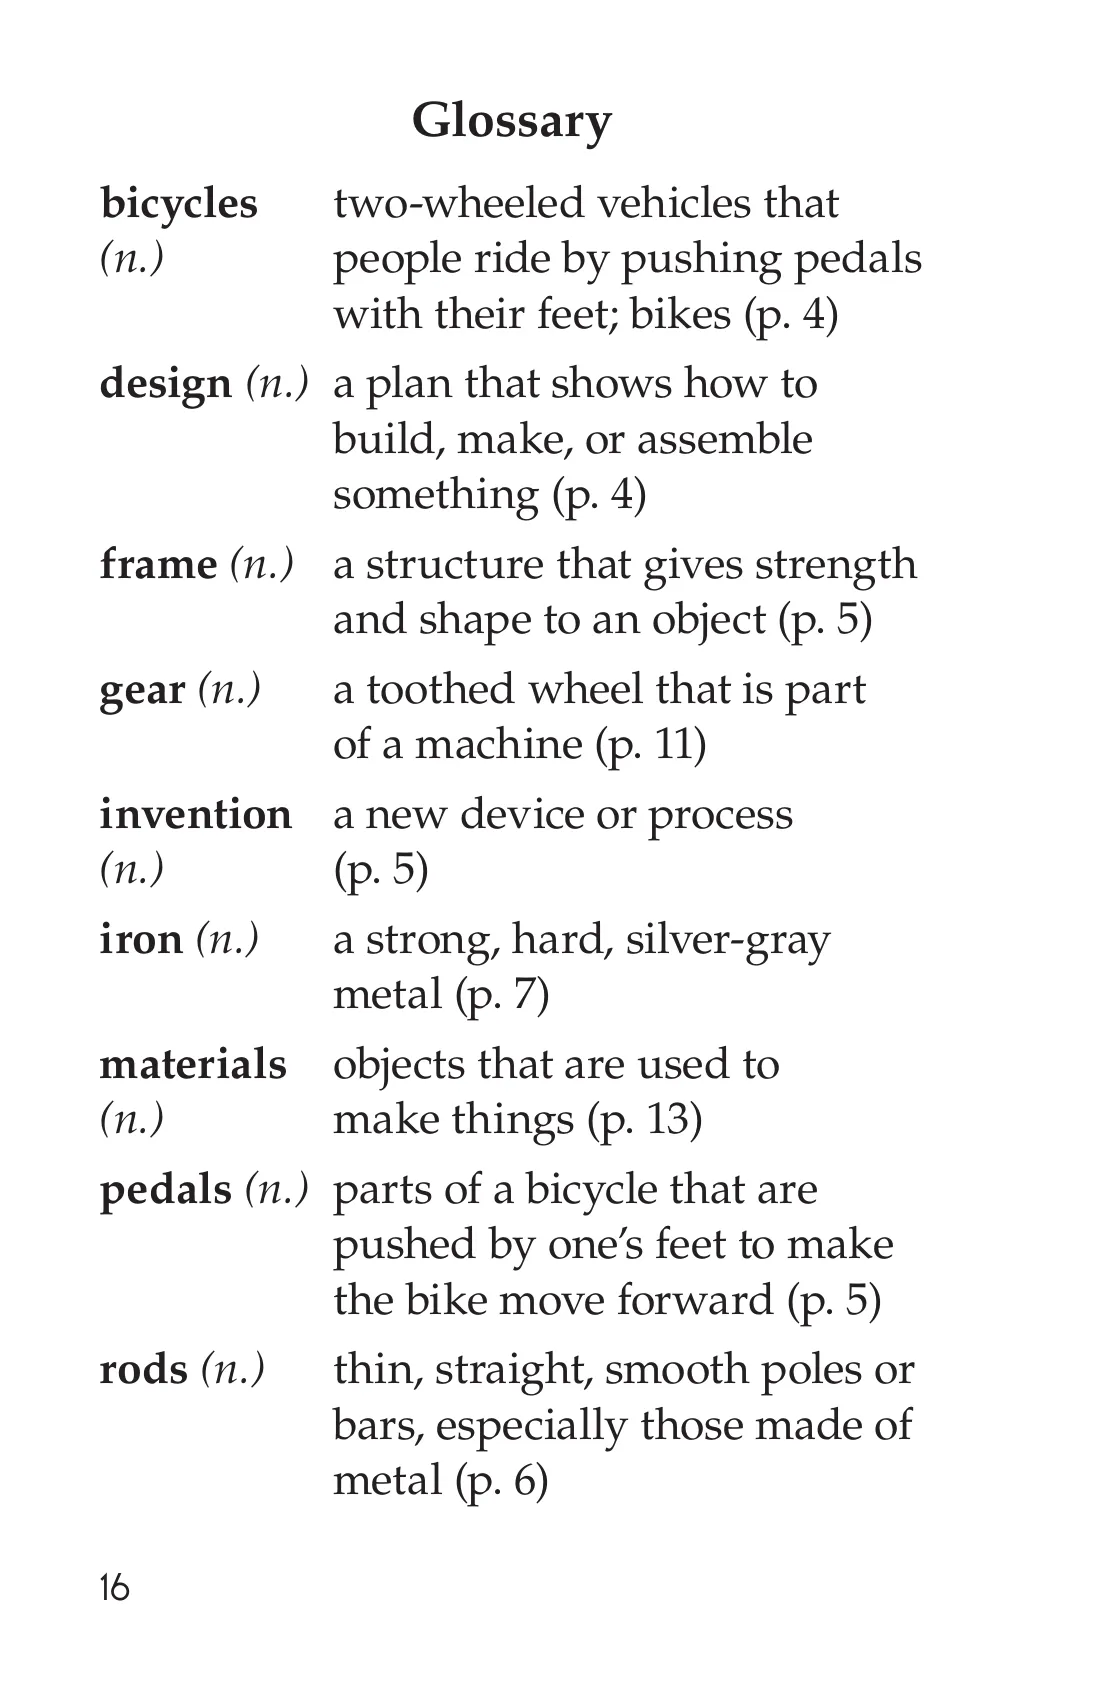 Glossary
bicycles two-wheeled vehicles that
(n.) people ride by pushing pedals
with their feet; bikes (p. 4)
design (n.) a plan that shows how to
build, make, or assemble
something (p. 4)
frame (n.) a structure that gives strength
and shape to an object (p. 5)
gear (n.) a toothed wheel that is part
of a machine (p. 11)
invention a new device or process
(n.) (p. 5)
iron (n.) a strong, hard, silver-gray
metal (p. 7)
materials objects that are used to
(n.) make things (p. 13)
pedals (n.) parts of a bicycle that are
pushed by one’s feet to make
the bike move forward (p. 5)
rods (n.) thin, straight, smooth poles or
bars, especially those made of
metal (p. 6)
16